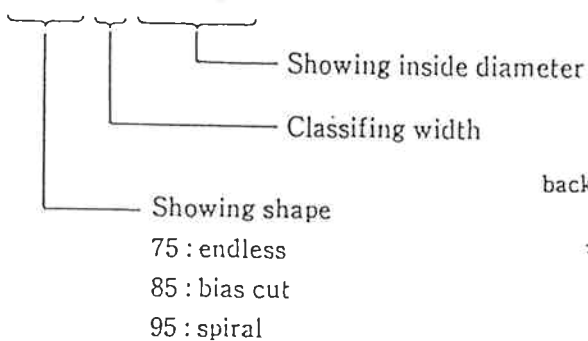 Showing inside diameter
Classifing width
back
Showing shape
75 : endless
85 : bias cut
95 : spiral